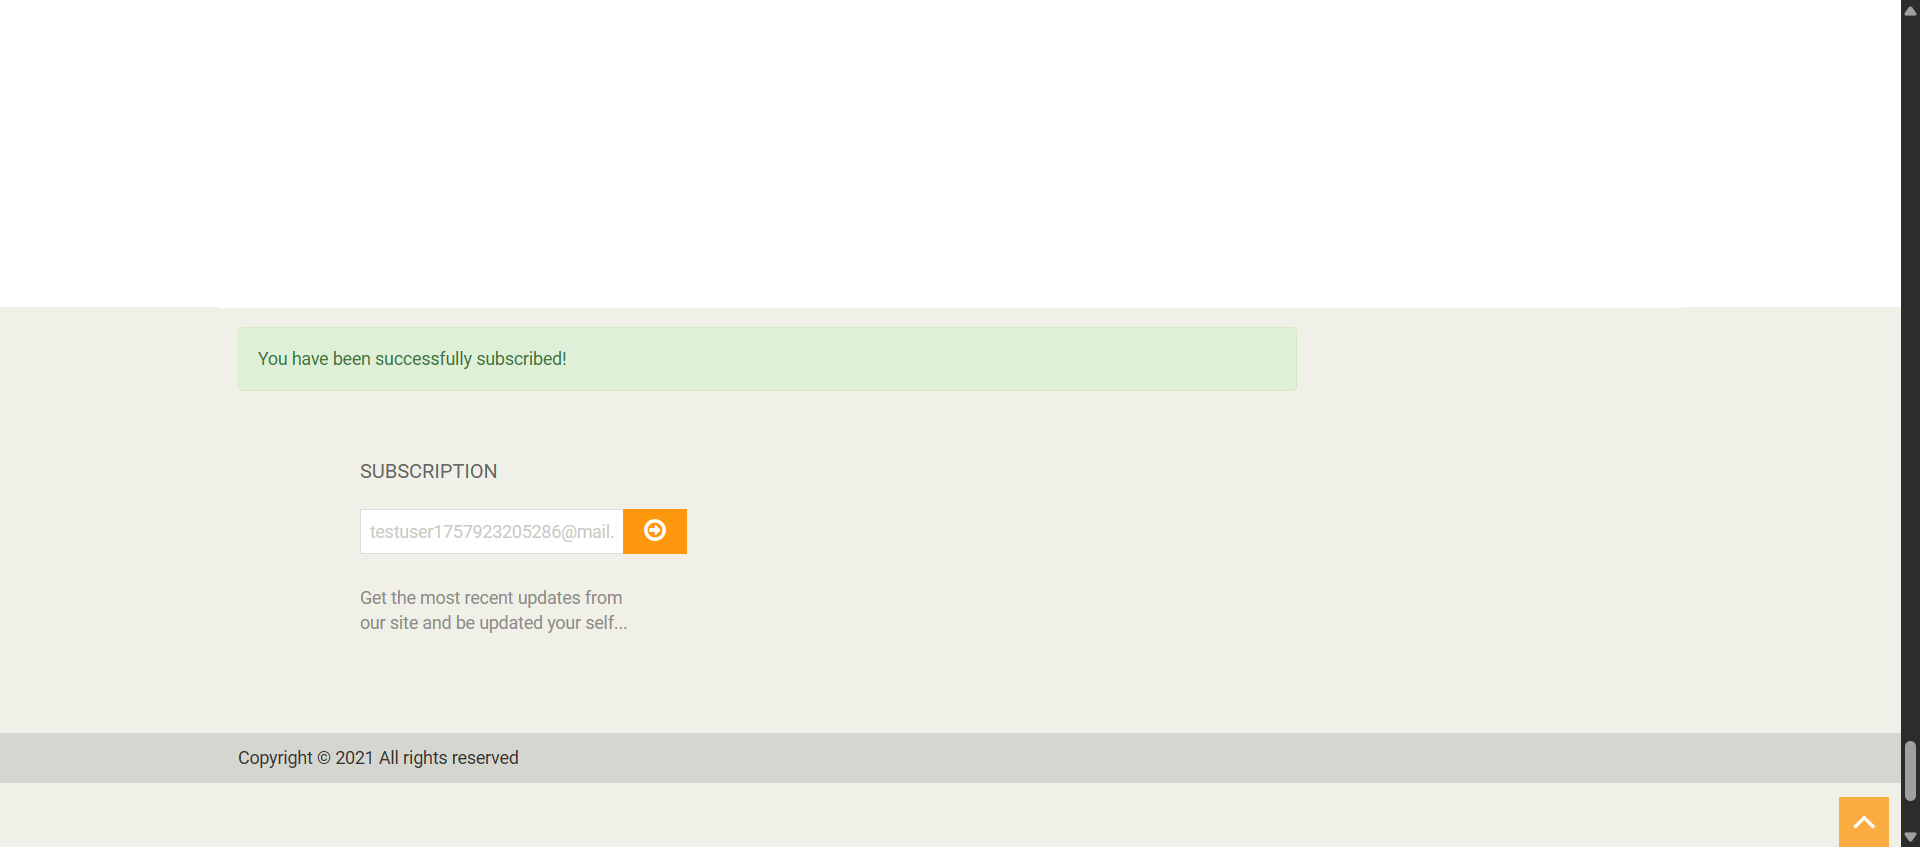 You have been successfully subscribed!
SUBSCRIPTION
testuser1757923205286@mail.
Get the most recent updates from
our site and be updated your self...
Copyright © 2021 All rights reserved